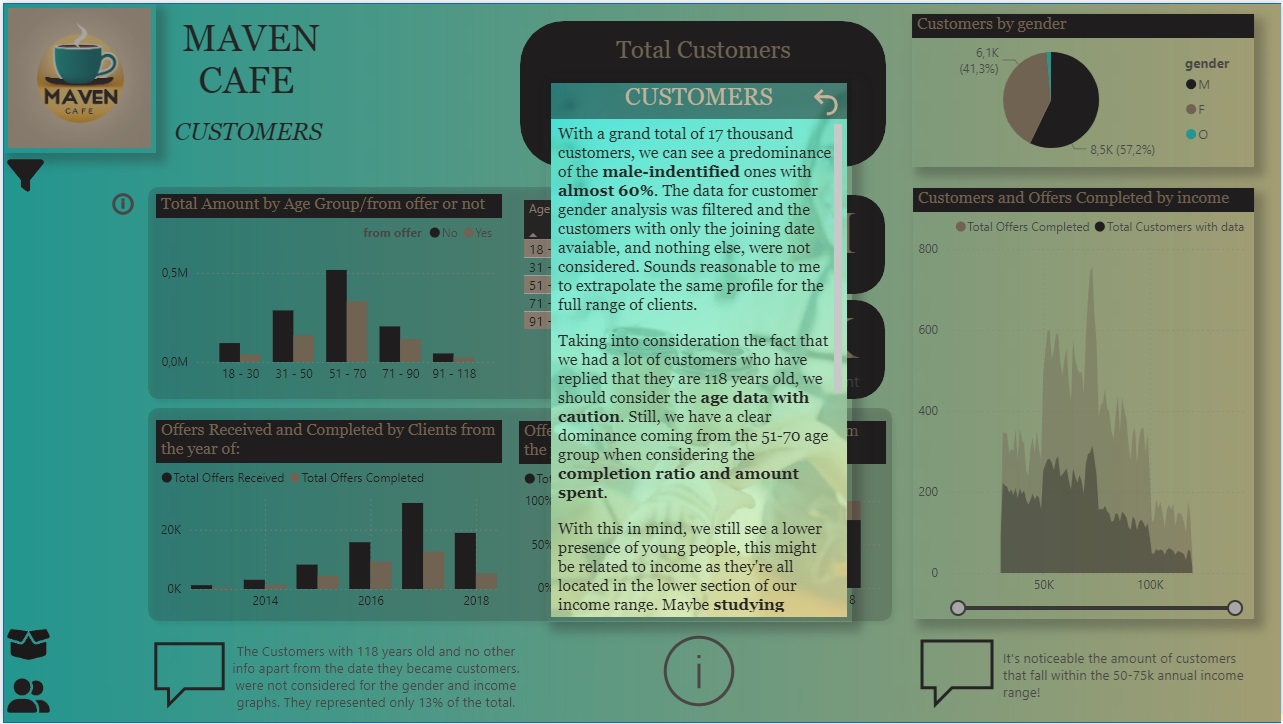 MAVEN
CAFE
MAVEN
CAFE
CUSTOMERS
Total Customers
CUSTOMERS
With a grand total of 17 thousand
customers, we can see a predominance
of the male-indentified ones with
almost 60%. The data for customer
gender analysis was filtered and the
customers with only the joining date
avaiable, and nothing else, were not
considered. Sounds reasonable to me
to extrapolate the same profile for the
full range of clients.
Taking into consideration the fact that
we had a lot of customers who have
replied that they are 118 years old, we
should consider the age data with
caution. Still, we have a clear
dominance coming from the 51-70 age
group when considering the
completion ratio and amount
spent.
With this in mind, we still see a lower
presence of young people, this might
be related to income as they're all
located in the lower section of our
income range. Maybe studying
Customers by gender
6,1K
(41,3%)
8,5K (57,2%)
gender
M
F
O
Total Amount by Age Group/from offer or not
from offer No Yes
0,5M
0,0M
18 - 30 31 - 50 51 - 70 71 - 90 91 - 118
Age
18 -
31 -
51 -
71 -
91 -
Customers and Offers Completed by income
Total Offers Completed Total Customers with data
800
600
400
200
0
50K 100K
Offers Received and Completed by Clients from
the year of:
Total Offers Received Total Offers Completed
20K
0K
2014 2016 2018
Offe
the
100%
50%
0%
The Customers with 118 years old and no other
info apart from the date they became customers.
were not considered for the gender and income
graphs. They represented only 13% of the total.
i
It's noticeable the amount of customers
that fall within the 50-75k annual income
range!